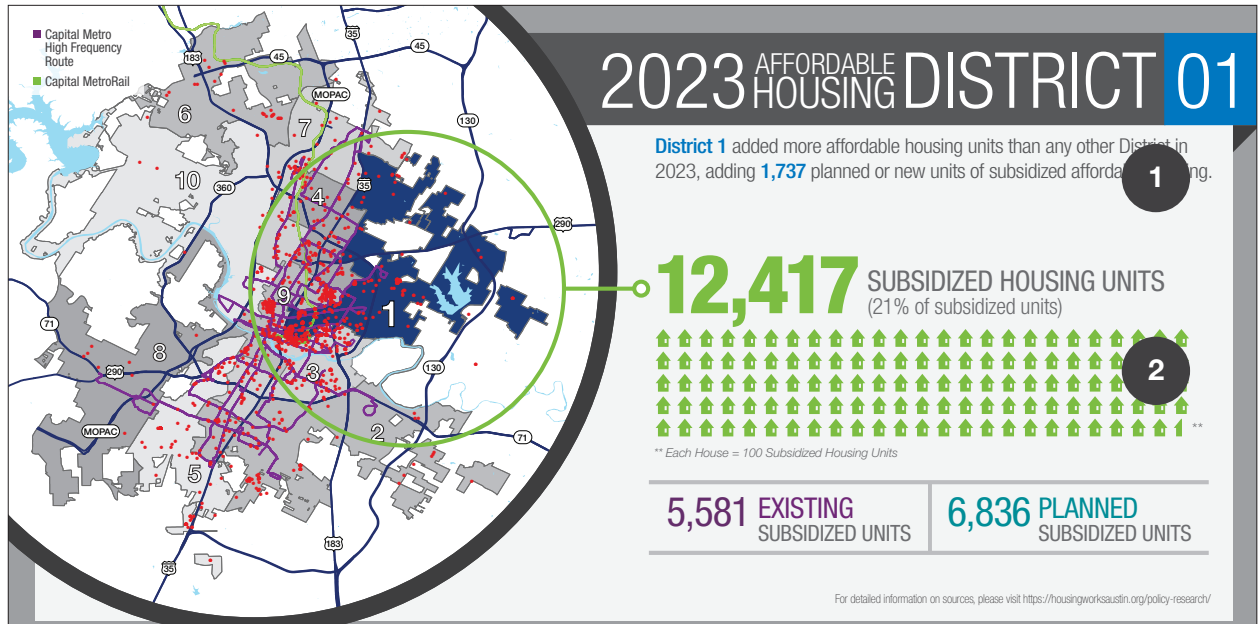 Capital Metro
High Frequency
Route
Capital MetroRail
183
45
35
45
MOPAC
130
6
7
10
360
35
4
290
9
1
71
8
3
130
290
2
MOPAC
71
5
183
35
2023 AFFORDABLE HOUSING DISTRICT 01
District 1 added more affordable housing units than any other District in
2023, adding 1,737 planned or new units of subsidized
1
12,417 SUBSIDIZED HOUSING UNITS
(21% of subsidized units)
2
**
** Each House = 100 Subsidized Housing Units
5,581 EXISTING
SUBSIDIZED UNITS
6,836 PLANNED
SUBSIDIZED UNITS
For detailed information on sources, please visit https://housingworksaustin.org/policy-research/